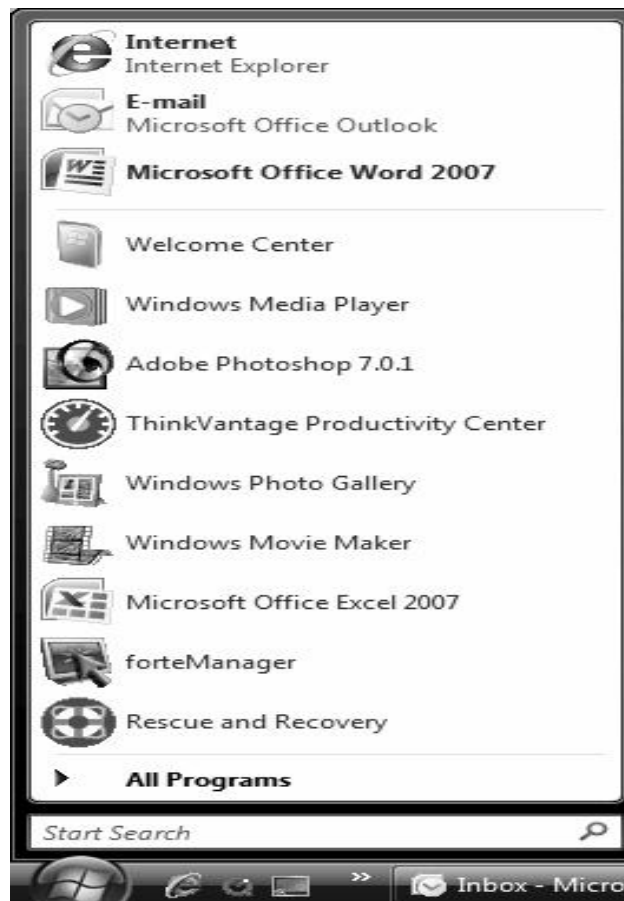 Internet
Internet Explorer
E-mail
Microsoft Office Outlook
Microsoft Office Word 2007
Welcome Center
Windows Media Player
Adobe Photoshop 7.0.1
ThinkVantage Productivity Center
Windows Photo Gallery
Windows Movie Maker
Microsoft Office Excel 2007
forteManager
Rescue and Recovery
All Programs
Start Search
Inbox - Micro